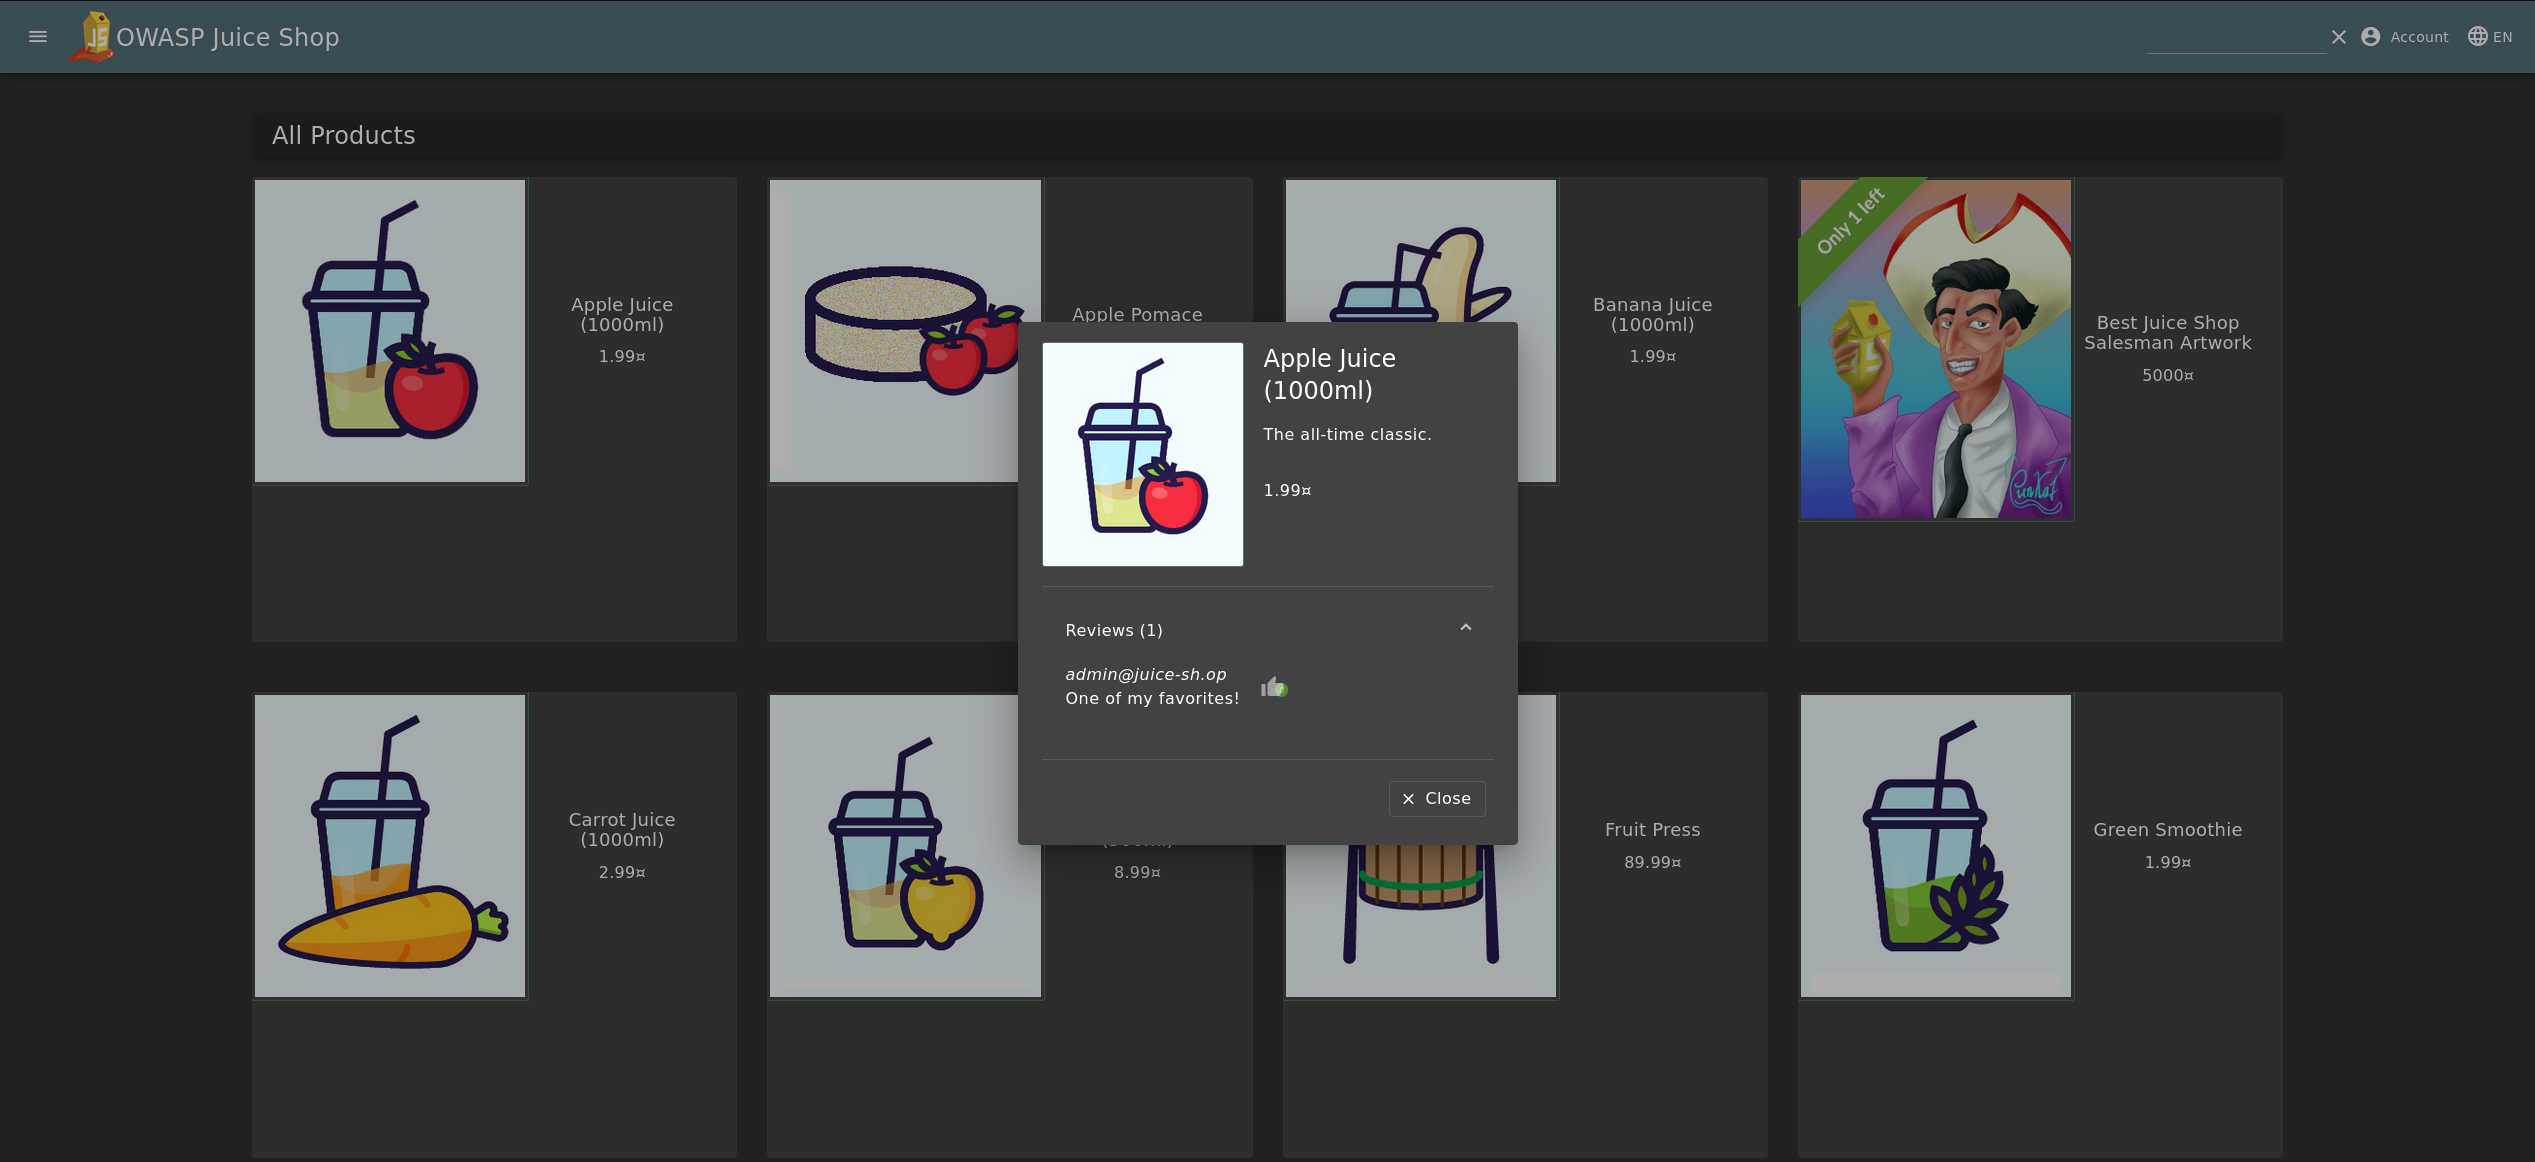 OWASP Juice Shop
Account
EN
All Products
Apple Juice
(1000ml)
1.99¤
Apple Pomace
Banana Juice
(1000ml)
1.99¤
Only 1 left
Best Juice Shop
Salesman Artwork
5000¤
Apple Juice
(1000ml)
The all-time classic.
1.99¤
Reviews (1)
admin@juice-sh.op
One of my favorites!
Close
Carrot Juice
(1000ml)
2.99¤
8.99¤
Fruit Press
89.99¤
Green Smoothie
1.99¤